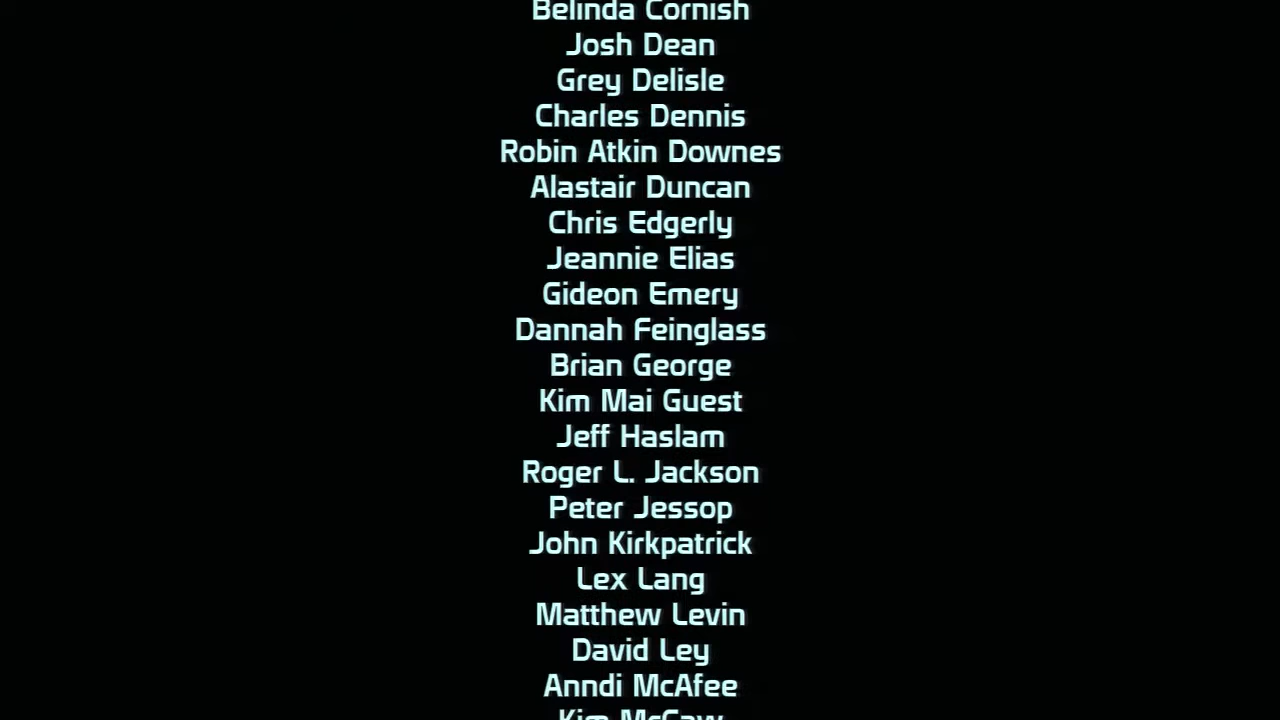 Belinda Cornish
Josh Dean
Grey Delisle
Charles Dennis
Robin Atkin Downes
Alastair Duncan
Chris Edgerly
Jeannie Elias
Gideon Emery
Dannah Feinglass
Brian George
Kim Mai Guest
Jeff Haslam
Roger L. Jackson
Peter Jessop
John Kirkpatrick
Lex Lang
Matthew Levin
David Ley
Anndi McAfee
Kim McCaw